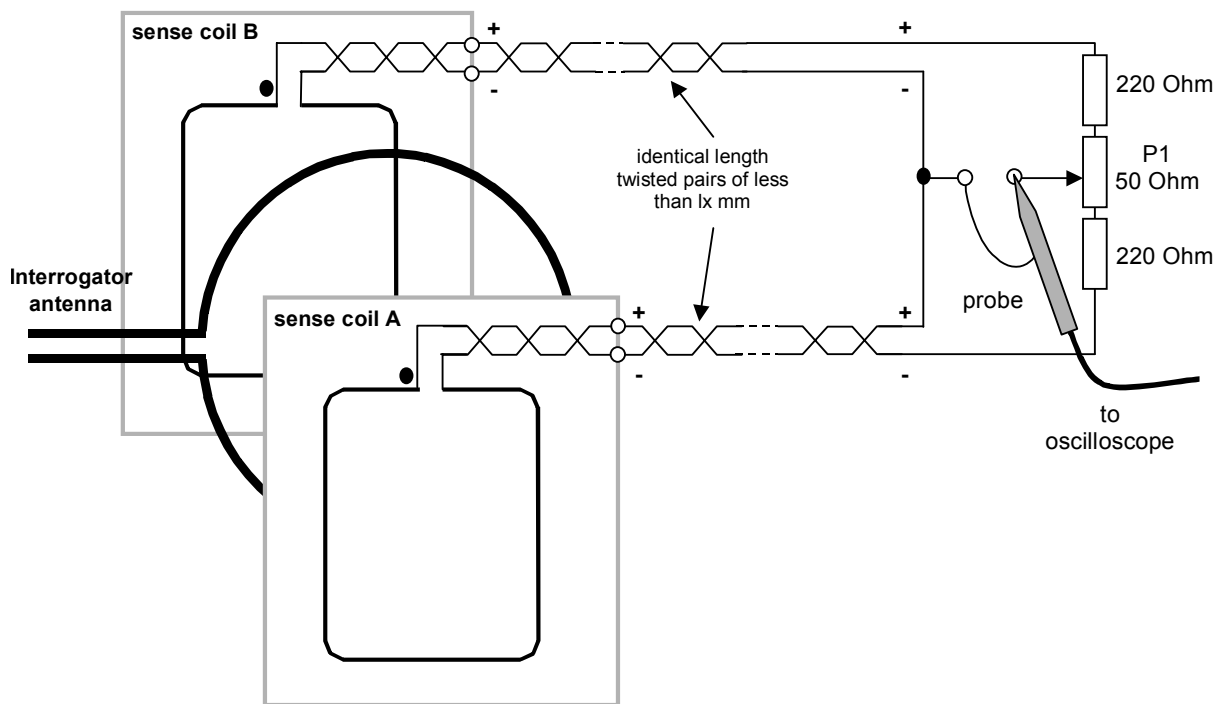 sense coil B
+
-
+
-
220 Ohm
P1
50 Ohm
220 Ohm
identical length
twisted pairs of less
than lx mm
probe
Interrogator
antenna
sense coil A
+
-
+
-
to
oscilloscope